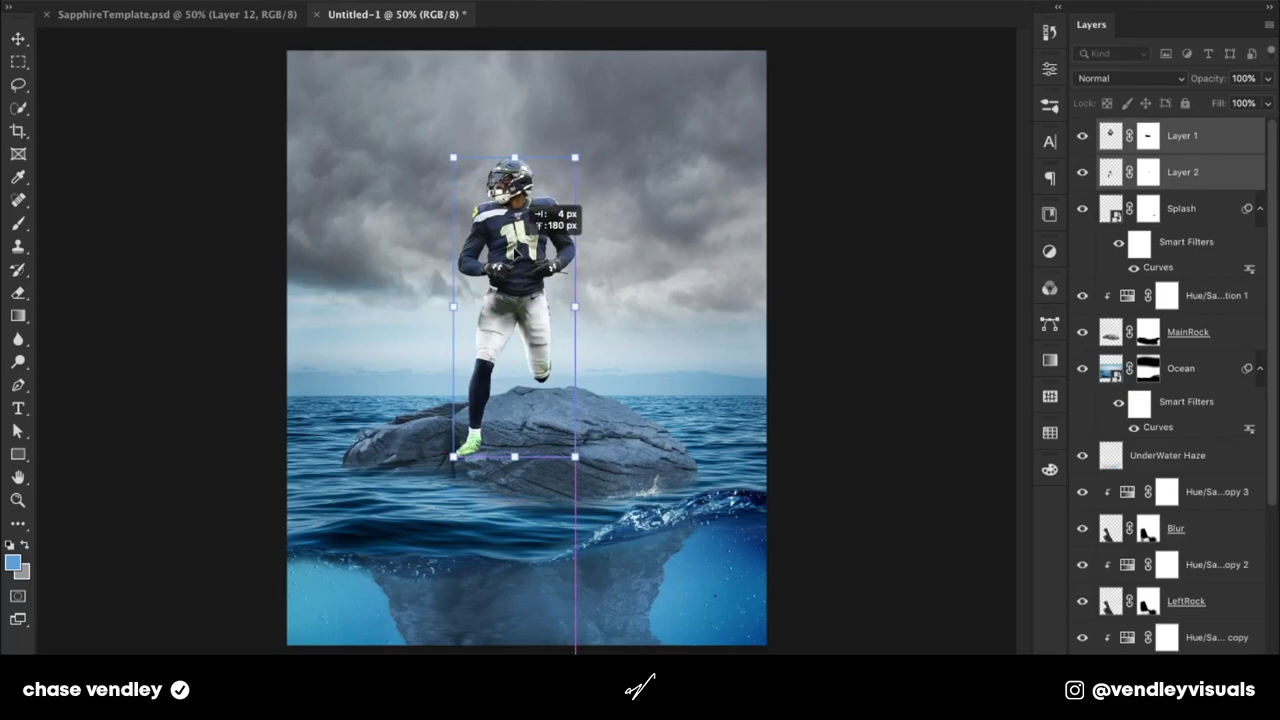 SapphireTemplate.psd @ 50% (Layer 12, RGB/8)
Untitled-1 @ 50% (RGB/8) *
Layers
Kind
Normal
Opacity: 100%
Lock:
Fill: 100%
Layer 1
Layer 2
Splash
Smart Filters
Curves
Hue/Sa...tion 1
MainRock
Ocean
Smart Filters
Curves
UnderWater Haze
Hue/Sa...opy 3
Blur
Hue/Sa...opy 2
LeftRock
Hue/Sa... copy
4 px
:180 px
14
chase vendley
@vendleyvisuals